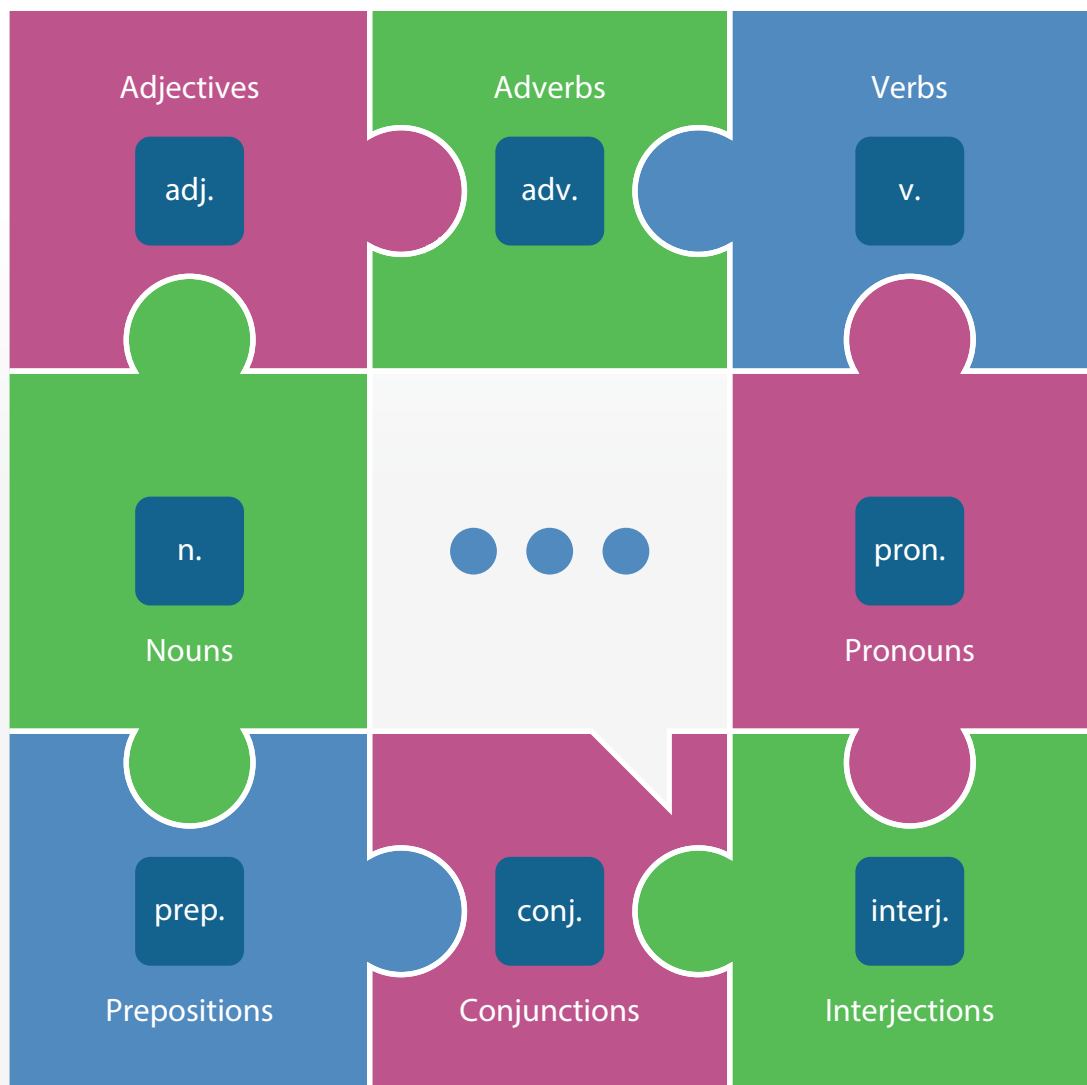 Adjectives
adj.
Adverbs
adv.
Verbs
v.
n.
Nouns
pron.
Pronouns
prep.
Prepositions
conj.
Conjunctions
interj.
Interjections